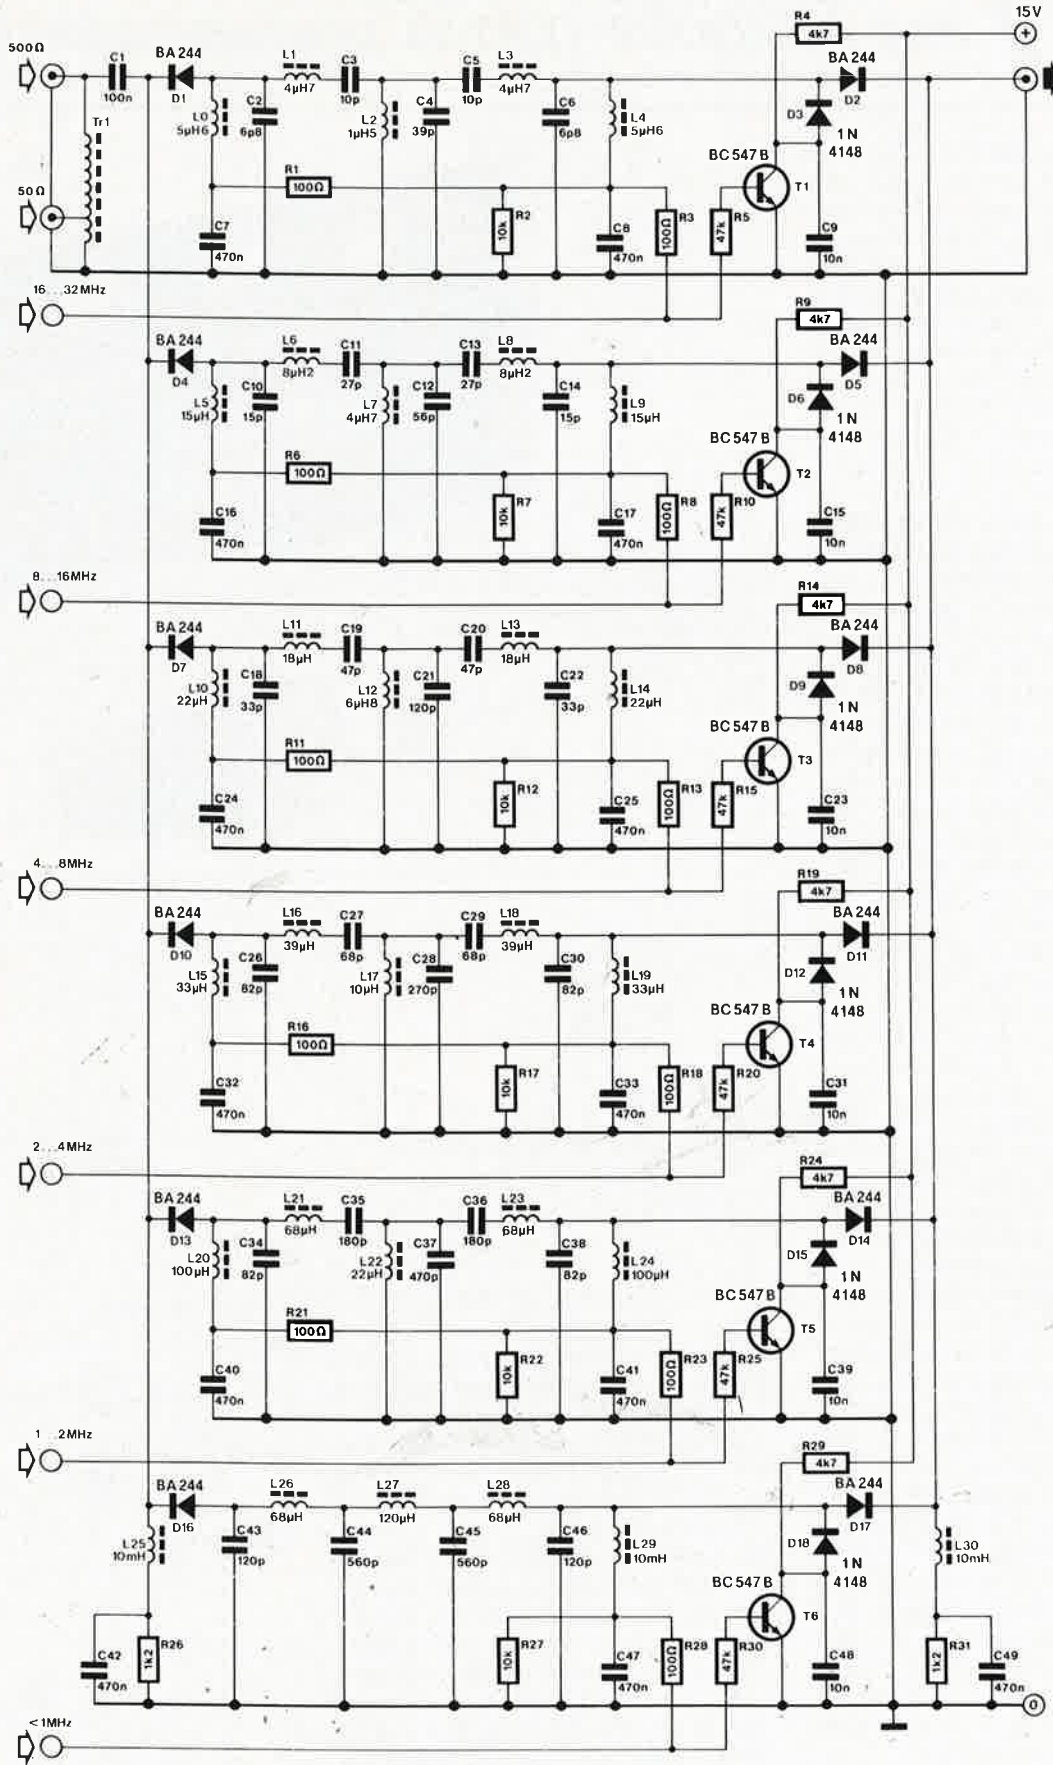 R4
15V
4k7
+
500Ω
C1
BA 244
L1
C3
C5
L3
BA 244
100n
D1
4µH7
10p
10p
4µH7
D2
Tr1
L0
5µH6
C2
6p8
L2
1µH5
C4
39p
C6
6p8
L4
5µH6
D3
1N
4148
BC 547 B
50Ω
R1
100Ω
T1
C7
470n
R2
10k
C8
470n
R3
100Ω
R5
47k
C9
10n
16...32MHz
R9
4k7
BA 244
L6
C11
C13
L8
BA 244
D4
8µH2
27p
27p
8µH2
D5
L5
15µH
C10
15p
L7
4µH7
C12
56p
C14
15p
L9
15µH
D6
1N
4148
BC 547 B
R6
100Ω
T2
C16
470n
R7
10k
C17
470n
R8
100Ω
R10
47k
C15
10n
8...16MHz
R14
4k7
BA 244
L11
C19
C20
L13
BA 244
D7
18µH
47p
47p
18µH
D8
L10
22µH
C18
33p
L12
6µH8
C21
120p
C22
33p
L14
22µH
D9
1N
4148
BC 547 B
R11
100Ω
T3
C24
470n
R12
10k
C25
470n
R13
100Ω
R15
47k
C23
10n
4...8MHz
R19
4k7
BA 244
L16
C27
C29
L18
BA 244
D10
39µH
68p
68p
39µH
D11
L15
33µH
C26
82p
L17
10µH
C28
270p
C30
82p
L19
33µH
D12
1N
4148
BC 547 B
R16
100Ω
T4
C32
470n
R17
10k
C33
470n
R18
100Ω
R20
47k
C31
10n
2...4MHz
R24
4k7
BA 244
L21
C35
C36
L23
BA 244
D13
68µH
180p
180p
68µH
D14
L20
100µH
C34
82p
L22
22µH
C37
470p
C38
82p
L24
100µH
D15
1N
4148
BC 547 B
R21
100Ω
T5
C40
470n
R22
10k
C41
470n
R23
100Ω
R25
47k
C39
10n
1...2MHz
R29
4k7
BA 244
L26
L27
L28
BA 244
D16
68µH
120µH
68µH
D17
L25
10mH
C43
120p
C44
560p
C45
560p
C46
120p
L29
10mH
D18
1N
4148
L30
10mH
BC 547 B
T6
C42
470n
R26
1k2
R27
10k
C47
470n
R28
100Ω
R30
47k
C48
10n
R31
1k2
C49
470n
0
<1MHz